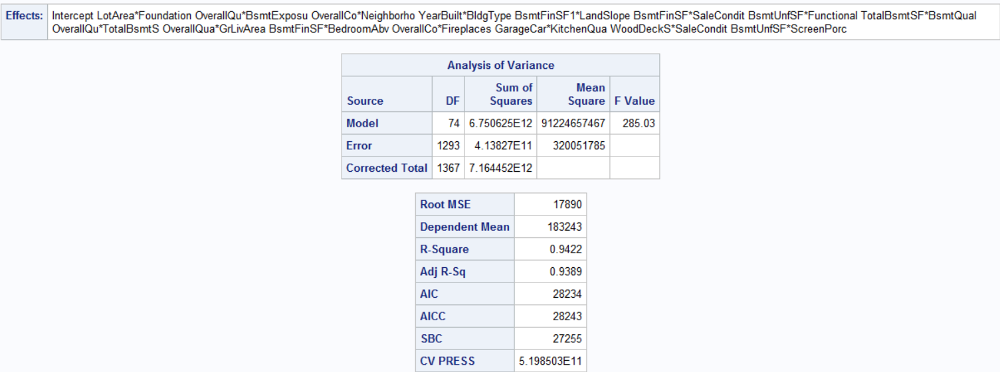 Effects: Intercept LotArea*Foundation OverallQu*BsmtExposu OverallCo*Neighborho YearBuilt*BldgType BsmtFinSF1*LandSlope BsmtFinSF*SaleCondit BsmtUnfSF*Functional TotalBsmtSF*BsmtQual
OverallQu*TotalBsmtS OverallQua*GrLivArea BsmtFinSF*BedroomAbv OverallCo*Fireplaces GarageCar*KitchenQua WoodDeckS*SaleCondit BsmtUnfSF*ScreenPorc
Analysis of Variance
Source DF Sum of Squares Mean Square F Value
Model 74 6.750625E12 91224657467 285.03
Error 1293 4.13827E11 320051785
Corrected Total 1367 7.164452E12
Root MSE 17890
Dependent Mean 183243
R-Square 0.9422
Adj R-Sq 0.9389
AIC 28234
AICC 28243
SBC 27255
CV PRESS 5.198503E11